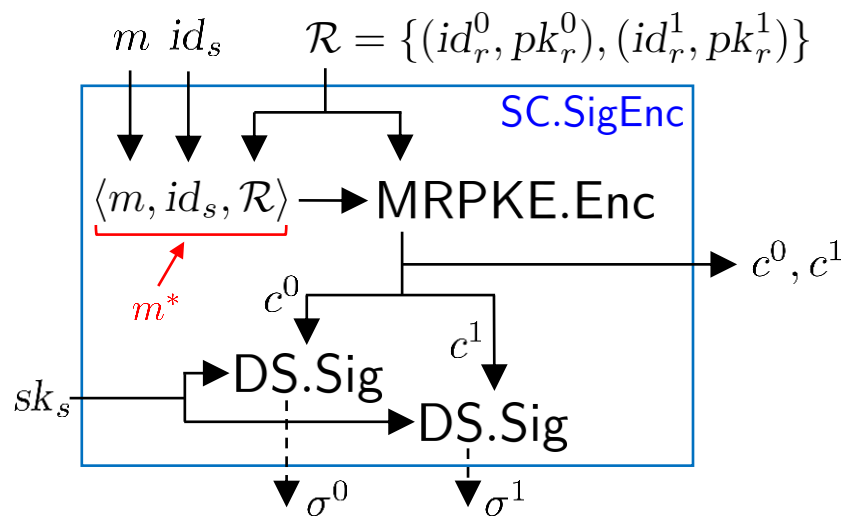 m id_s R = {(id_r^0, pk_r^0), (id_r^1, pk_r^1)}
SC.SigEnc
⟨m, id_s, R⟩ MRPKE.Enc
c^0, c^1
m*
c^0
c^1
DS.Sig
sk_s
DS.Sig
σ^0 σ^1